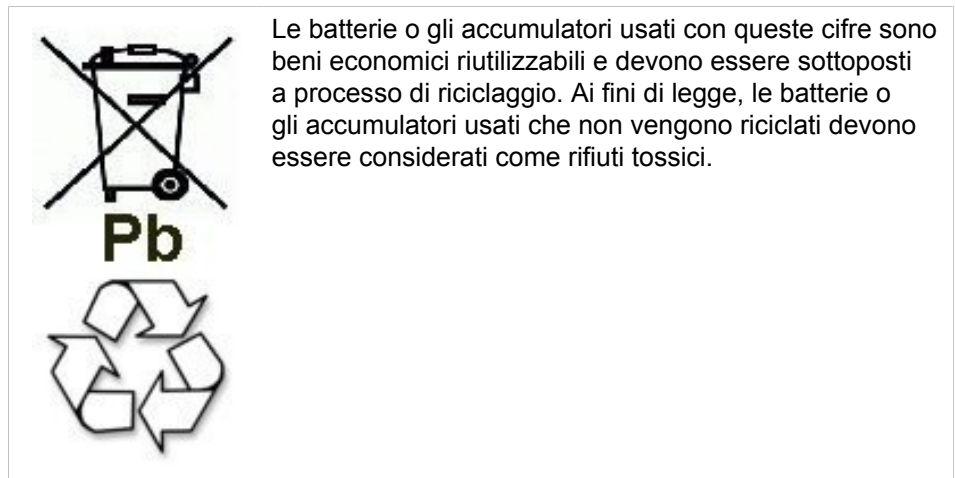 Le batterie o gli accumulatori usati con queste cifre sono
beni economici riutilizzabili e devono essere sottoposti
a processo di riciclaggio. Ai fini di legge, le batterie o
gli accumulatori usati che non vengono riciclati devono
essere considerati come rifiuti tossici.
Pb